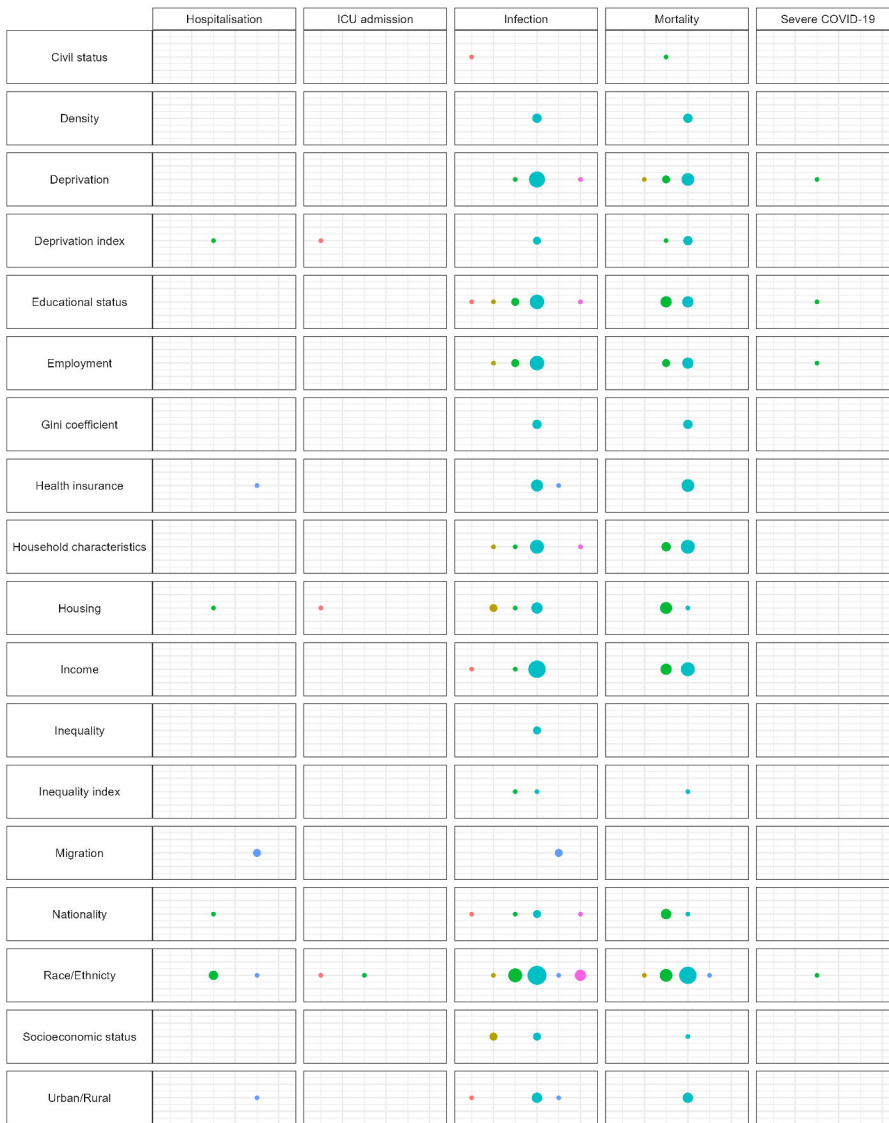 Hospitalisation ICU admission Infection Mortality Severe COVID-19
Civil status
Density
Deprivation
Deprivation index
Educational status
Employment
Gini coefficient
Health insurance
Household characteristics
Housing
Income
Inequality
Inequality index
Migration
Nationality
Race/Ethnicty
Socioeconomic status
Urban/Rural